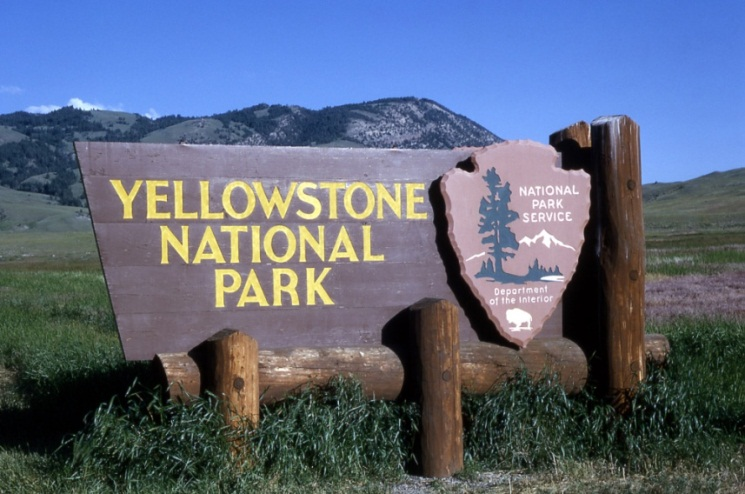 YELLOWSTONE
NATIONAL
PARK
NATIONAL
PARK
SERVICE
Department
of the Interior